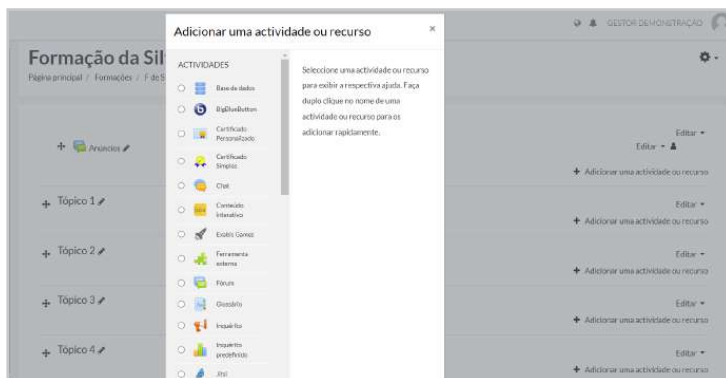 GESTOR DEMONSTRAÇÃO
Adicionar uma actividade ou recurso
×
Formação da Sil
Página principal / Formações / F de S
ACTIVIDADES
Base de dados
BigBlueButton
Certificado
Personalizado
Certificado
Simples
Chat
Conteúdo
Interativo
Exabis Games
Ferramenta
externa
Fórum
Glossário
Inquérito
Inquérito
predefinido
Jitsi
Seleccione uma actividade ou recurso
para exibir a respectiva ajuda. Faça
duplo clique no nome de uma
actividade ou recurso para os
adicionar rapidamente.
Editar
Anúncios
Editar
+ Adicionar uma actividade ou recurso
Tópico 1
Editar
+ Adicionar uma actividade ou recurso
Tópico 2
Editar
+ Adicionar uma actividade ou recurso
Tópico 3
Editar
+ Adicionar uma actividade ou recurso
Tópico 4
Editar
+ Adicionar uma actividade ou recurso